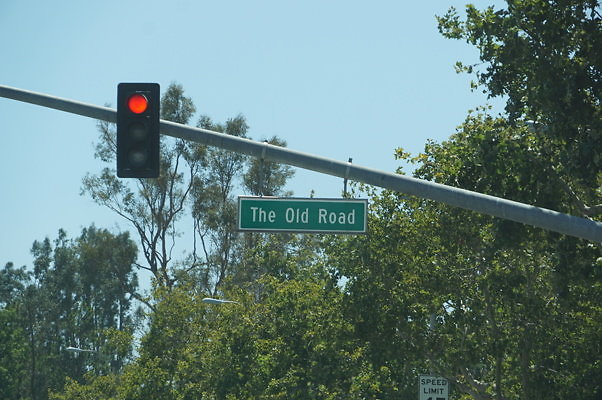 The Old Road
SPEED
LIMIT